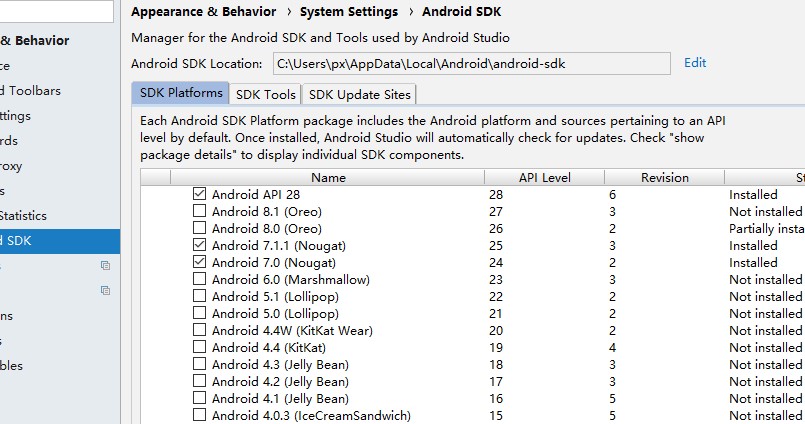 Appearance & Behavior › System Settings › Android SDK
& Behavior
Manager for the Android SDK and Tools used by Android Studio
ce
Android SDK Location: C:\Users\px\AppData\Local\Android\android-sdk Edit
d Toolbars
SDK Platforms SDK Tools SDK Update Sites
ttings
Each Android SDK Platform package includes the Android platform and sources pertaining to an API
rds
level by default. Once installed, Android Studio will automatically check for updates. Check "show
package details" to display individual SDK components.
roxy
Name API Level Revision St
s
Android API 28 28 6 Installed
Android 8.1 (Oreo) 27 3 Not installed
Statistics
Android 8.0 (Oreo) 26 2 Partially insta
d SDK
Android 7.1.1 (Nougat) 25 3 Installed
Android 7.0 (Nougat) 24 2 Installed
s
Android 6.0 (Marshmallow) 23 3 Not installed
Android 5.1 (Lollipop) 22 2 Not installed
Android 5.0 (Lollipop) 21 2 Not installed
ns
Android 4.4W (KitKat Wear) 20 2 Not installed
s
Android 4.4 (KitKat) 19 4 Not installed
Android 4.3 (Jelly Bean) 18 3 Not installed
bles
Android 4.2 (Jelly Bean) 17 3 Not installed
Android 4.1 (Jelly Bean) 16 5 Not installed
Android 4.0.3 (IceCreamSandwich) 15 5 Not installed